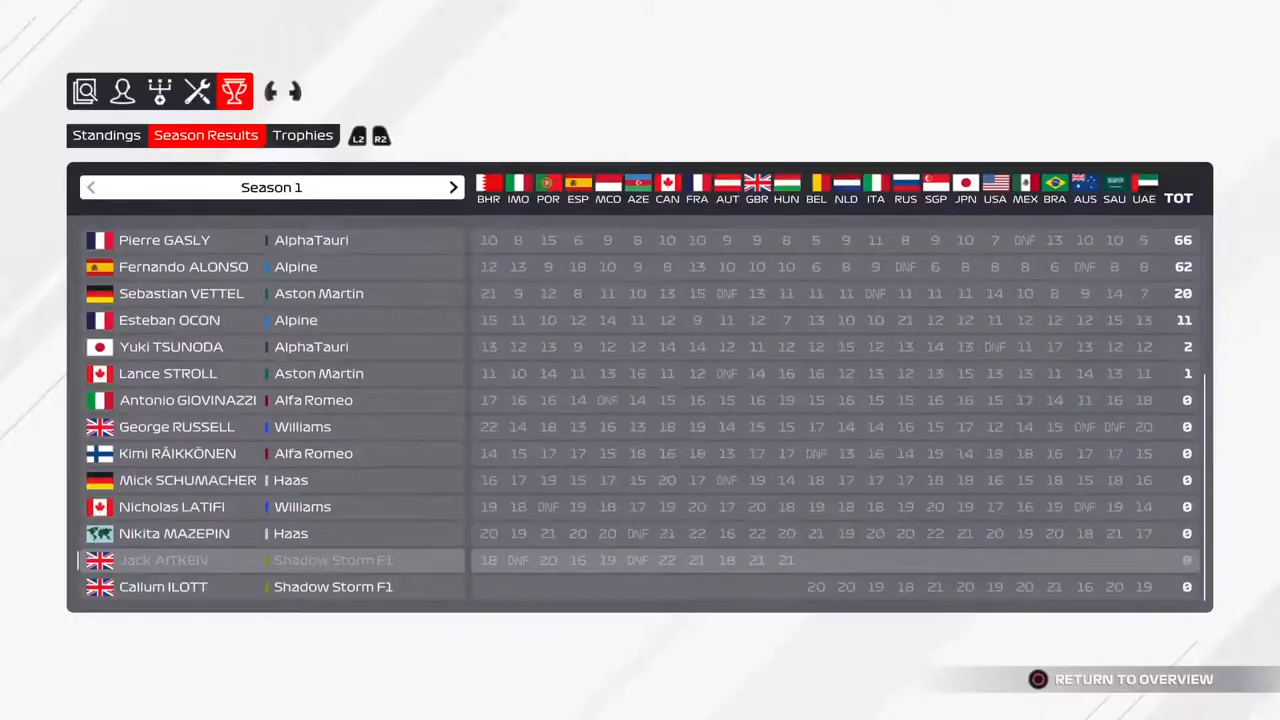 Standings Season Results Trophies L2 R2
Season 1 BHR IMO POR ESP MCO AZE CAN FRA AUT GBR HUN BEL NLD ITA RUS SGP JPN USA MEX BRA AUS SAU UAE TOT
Pierre GASLY AlphaTauri 10 8 15 6 9 8 10 10 9 9 8 5 9 11 8 9 10 7 DNF 13 10 10 5 66
Fernando ALONSO Alpine 12 13 9 18 10 9 8 13 10 10 10 6 8 9 DNF 6 8 8 8 6 DNF 8 8 62
Sebastian VETTEL Aston Martin 21 9 12 8 11 10 13 15 DNF 13 11 11 11 DNF 11 11 11 14 10 8 9 14 7 20
Esteban OCON Alpine 15 11 10 12 14 11 12 9 11 12 7 13 10 10 21 12 12 11 12 12 12 15 13 11
Yuki TSUNODA AlphaTauri 13 12 13 9 12 12 14 14 12 11 12 12 15 12 13 14 13 DNF 11 17 13 12 12 2
Lance STROLL Aston Martin 11 10 14 11 13 16 11 12 DNF 14 16 16 12 13 12 13 15 13 13 11 14 13 11 1
Antonio GIOVINAZZI Alfa Romeo 17 16 16 14 DNF 14 15 16 15 16 19 15 16 15 15 16 16 15 17 14 11 16 18 0
George RUSSELL Williams 22 14 18 13 16 13 18 19 14 15 15 17 14 14 16 15 17 12 14 15 DNF DNF 20 0
Kimi RÄIKKÖNEN Alfa Romeo 14 15 17 17 15 18 16 18 13 17 17 DNF 13 16 14 19 14 18 18 16 17 17 15 0
Mick SCHUMACHER Haas 16 17 19 15 17 15 20 17 DNF 19 14 18 17 17 17 18 18 16 15 18 15 18 16 0
Nicholas LATIFI Williams 19 18 DNF 19 18 17 19 20 17 20 18 19 18 18 19 20 19 17 16 19 DNF 19 14 0
Nikita MAZEPIN Haas 20 19 21 20 20 DNF 21 22 16 22 20 21 19 20 20 22 21 20 19 20 18 21 17 0
Jack AITKEN Shadow Storm F1 18 DNF 20 16 19 DNF 22 21 18 21 21 0
Callum ILOTT Shadow Storm F1 20 20 19 18 21 20 19 20 21 16 20 19 0
RETURN TO OVERVIEW